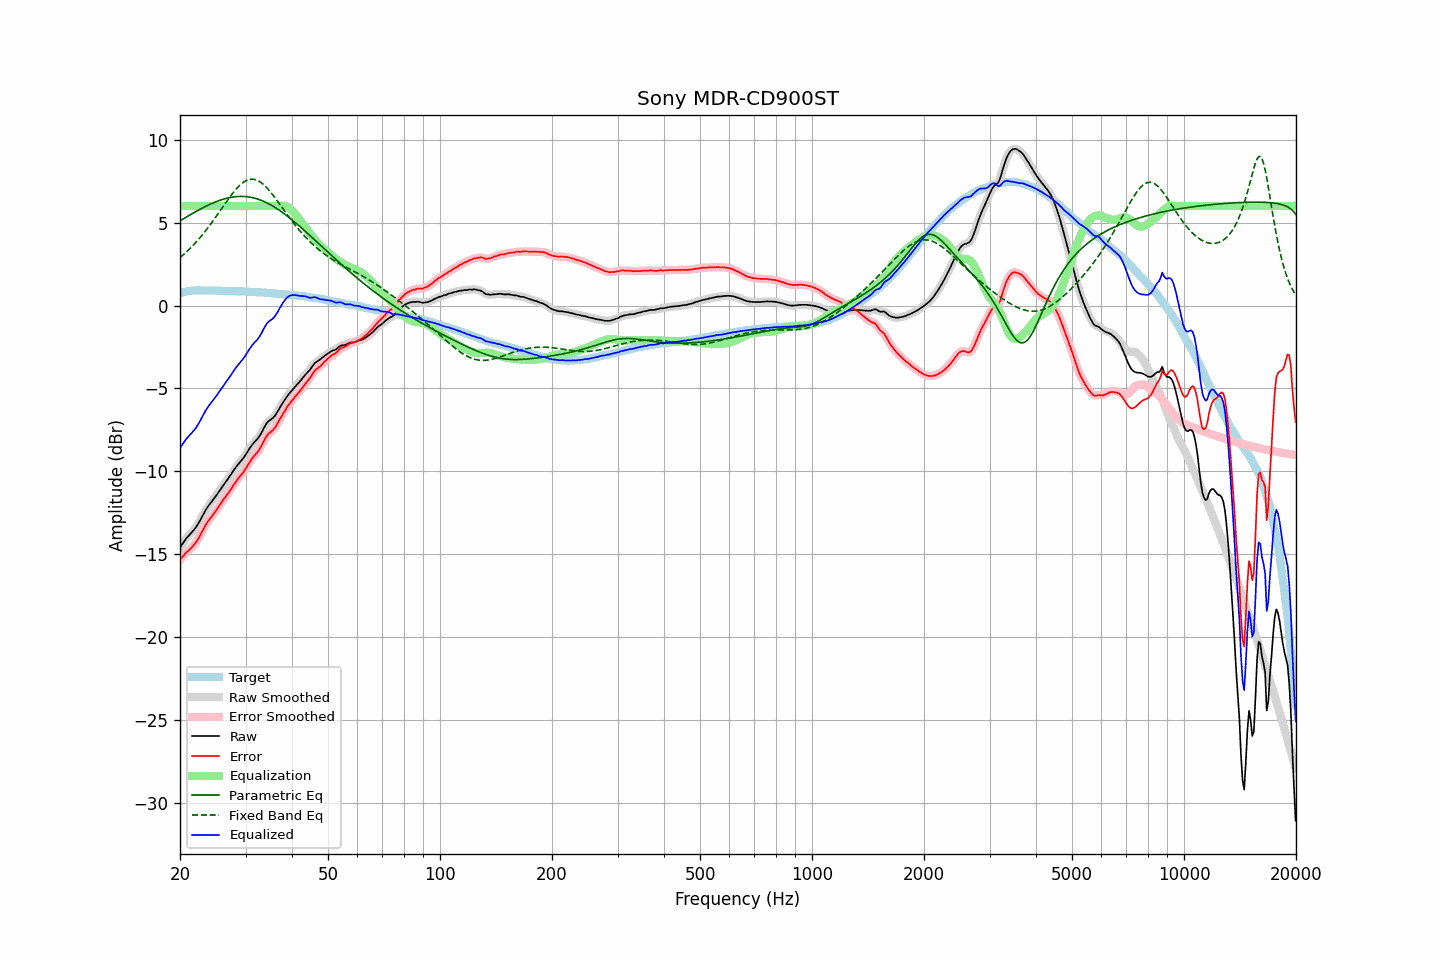 Sony MDR-CD900ST
Amplitude (dBr)
10
5
0
−5
−10
−15
−20
−25
−30
Target
Raw Smoothed
Error Smoothed
Raw
Error
Equalization
Parametric Eq
Fixed Band Eq
Equalized
20
50
100
200
500
1000
2000
5000
10000
20000
Frequency (Hz)